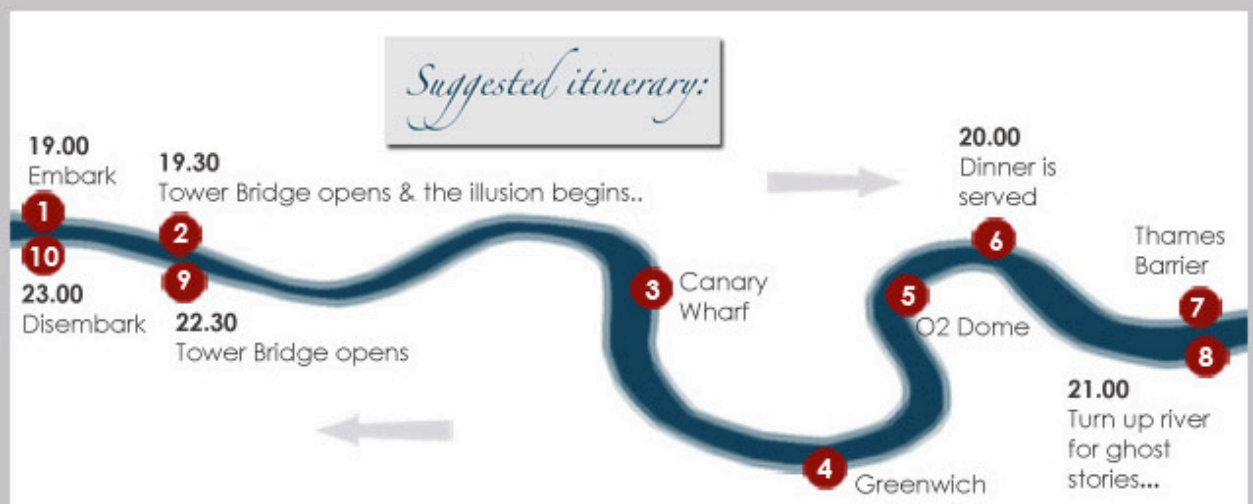 Suggested itinerary:
19.00
Embark
1
19.30
Tower Bridge opens & the illusion begins..
2
3
Canary
Wharf
4
Greenwich
5
O2 Dome
20.00
Dinner is
served
6
Thames
Barrier
7
8
21.00
Turn up river
for ghost
stories...
9
22.30
Tower Bridge opens
10
23.00
Disembark